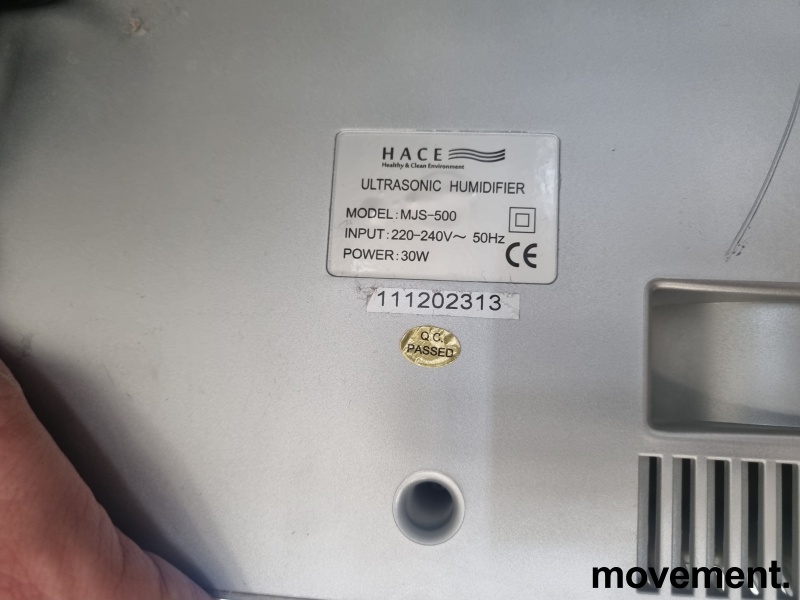 HACE
Healthy & Clean Environment
ULTRASONIC HUMIDIFIER
MODEL:MJS-500
INPUT:220-240V~ 50Hz
POWER:30W
CE
111202313
Q.C.
PASSED
movement.